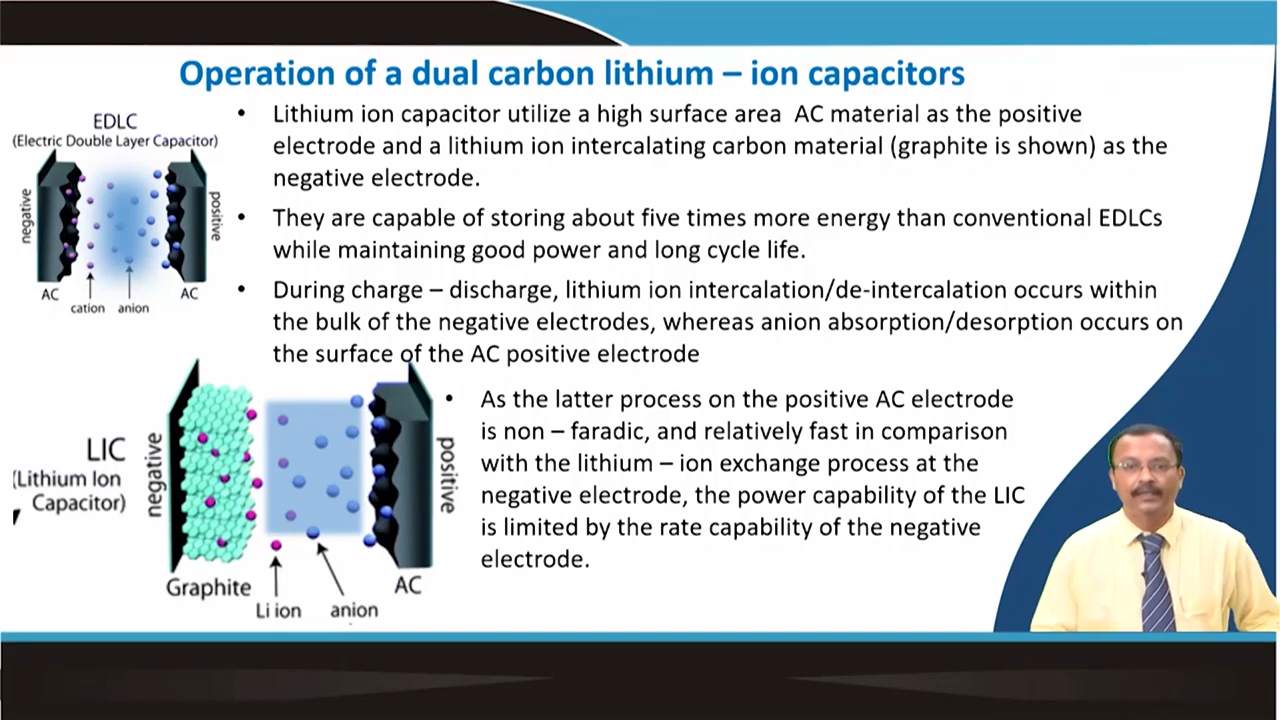 Operation of a dual carbon lithium – ion capacitors
EDLC
(Electric Double Layer Capacitor)
negative
positive
AC
AC
cation
anion
• Lithium ion capacitor utilize a high surface area AC material as the positive
electrode and a lithium ion intercalating carbon material (graphite is shown) as the
negative electrode.
• They are capable of storing about five times more energy than conventional EDLCs
while maintaining good power and long cycle life.
• During charge – discharge, lithium ion intercalation/de-intercalation occurs within
the bulk of the negative electrodes, whereas anion absorption/desorption occurs on
the surface of the AC positive electrode
LIC
(Lithium Ion
Capacitor)
negative
positive
Graphite
AC
Li ion
anion
• As the latter process on the positive AC electrode
is non – faradic, and relatively fast in comparison
with the lithium – ion exchange process at the
negative electrode, the power capability of the LIC
is limited by the rate capability of the negative
electrode.